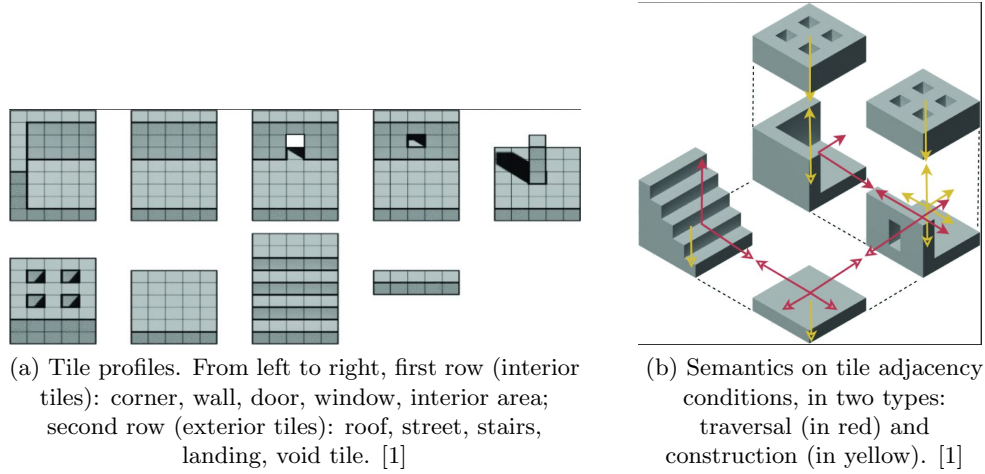 (a) Tile profiles. From left to right, first row (interior
tiles): corner, wall, door, window, interior area;
second row (exterior tiles): roof, street, stairs,
landing, void tile. [1]
(b) Semantics on tile adjacency
conditions, in two types:
traversal (in red) and
construction (in yellow). [1]